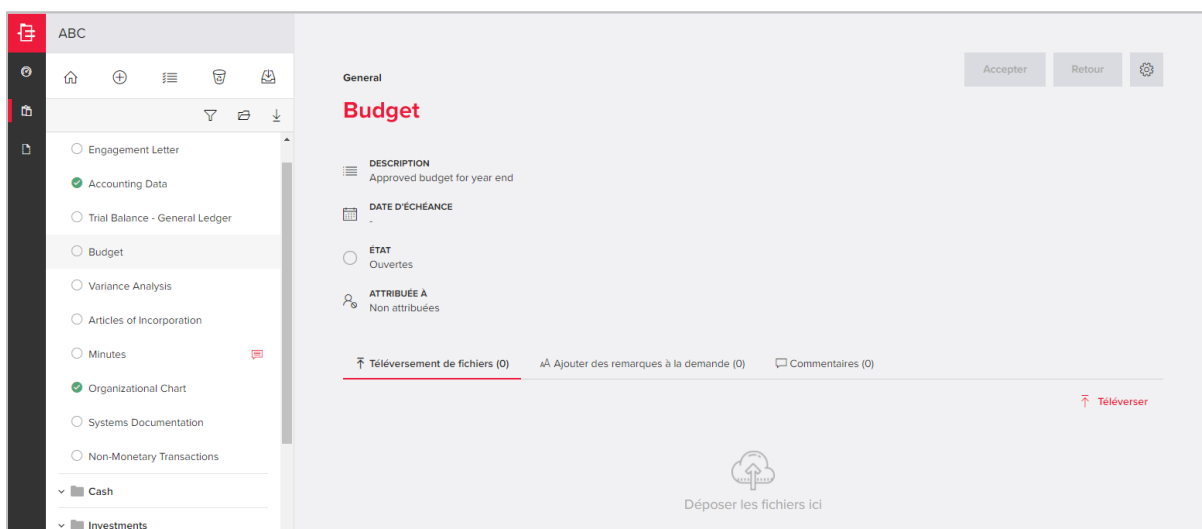 ABC
Engagement Letter
Accounting Data
Trial Balance - General Ledger
Budget
Variance Analysis
Articles of Incorporation
Minutes
Organizational Chart
Systems Documentation
Non-Monetary Transactions
Cash
Investments
Accepter
Retour
General
Budget
DESCRIPTION
Approved budget for year end
DATE D'ÉCHÉANCE
-
ÉTAT
Ouvertes
ATTRIBUÉE À
Non attribuées
Téléversement de fichiers (0)
Ajouter des remarques à la demande (0)
Commentaires (0)
Téléverser
Déposer les fichiers ici